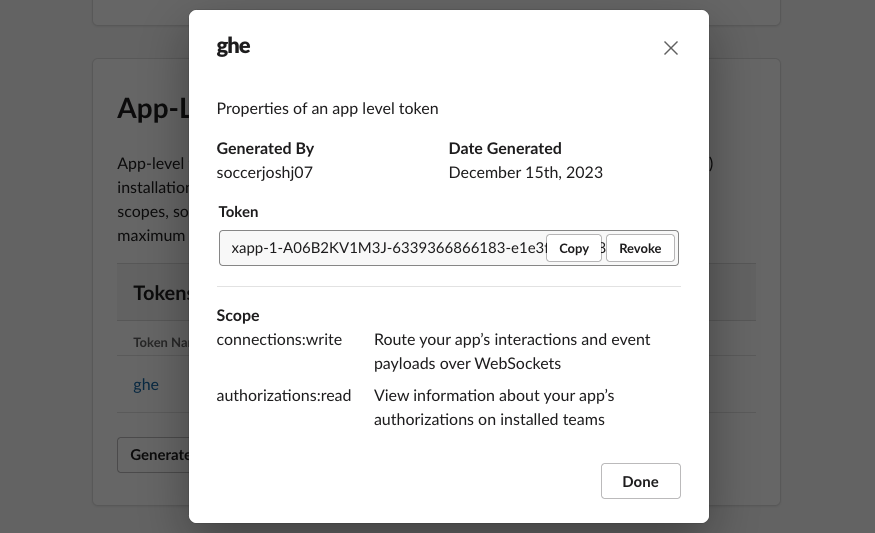 ghe
Properties of an app level token
Generated By
Date Generated
soccerjoshj07
December 15th, 2023
Token
xapp-1-A06B2KV1M3J-6339366866183-e1e3
Copy
Revoke
Scope
connections:write
Route your app's interactions and event
payloads over WebSockets
authorizations:read
View information about your app's
authorizations on installed teams
Done
App-L
App-level
installation
scopes, so
maximum
Tokens
Token Na
ghe
Generate